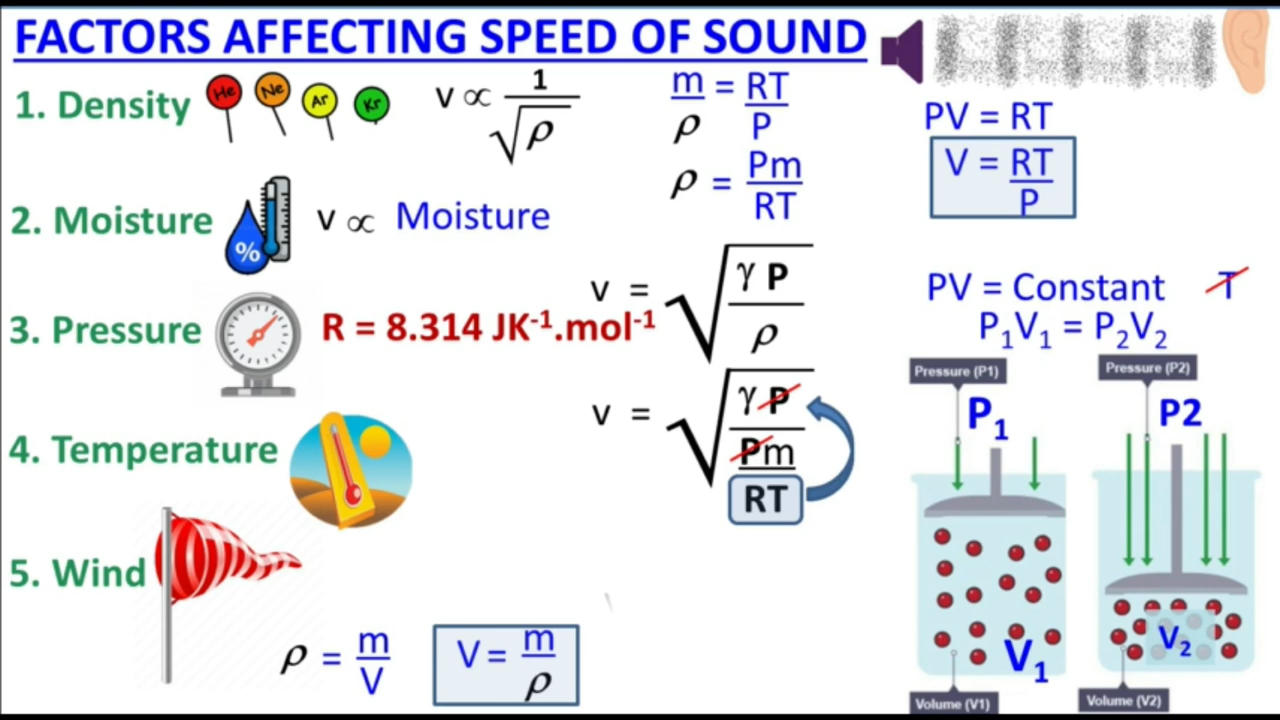 FACTORS AFFECTING SPEED OF SOUND
1. Density
He Ne Ar Kr
v ∝ 1/√ρ
m/ρ = RT/P
ρ = Pm/RT
PV = RT
V = RT/P
2. Moisture
%
v ∝ Moisture
v = √(γ P/ρ)
PV = Constant T
P₁V₁ = P₂V₂
3. Pressure
R = 8.314 JK⁻¹.mol⁻¹
v = √(γ P/(Pm/RT))
Pressure (P1)
Pressure (P2)
P₁
P2
4. Temperature
5. Wind
ρ = m/V
V = m/ρ
V₁
V₂
Volume (V1)
Volume (V2)